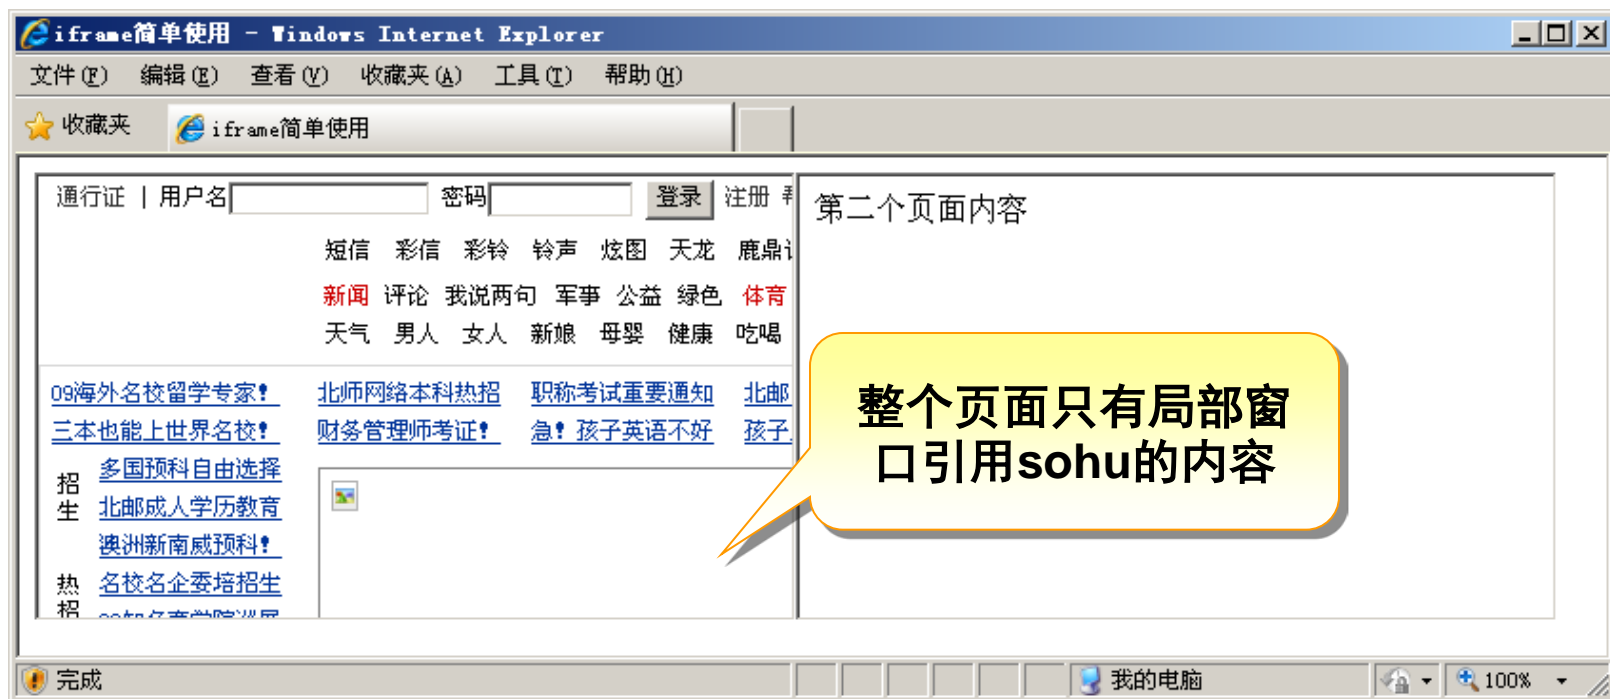 iframe简单使用 - Windows Internet Explorer
文件(F) 编辑(E) 查看(V) 收藏夹(A) 工具(T) 帮助(H)
收藏夹 iframe简单使用
通行证 | 用户名 密码 登录 注册
第二个页面内容
短信 彩信 彩铃 铃声 炫图 天龙 鹿鼎
新闻 评论 我说两句 军事 公益 绿色 体育
天气 男人 女人 新娘 母婴 健康 吃喝
09海外名校留学专家! 北师网络本科热招 职称考试重要通知 北邮
三本也能上世界名校! 财务管理师考证! 急!孩子英语不好 孩子
整个页面只有局部窗
口引用sohu的内容
招生
多国预科自由选择
北邮成人学历教育
澳洲新南威预科!
热招
名校名企委培招生
完成 我的电脑 100%